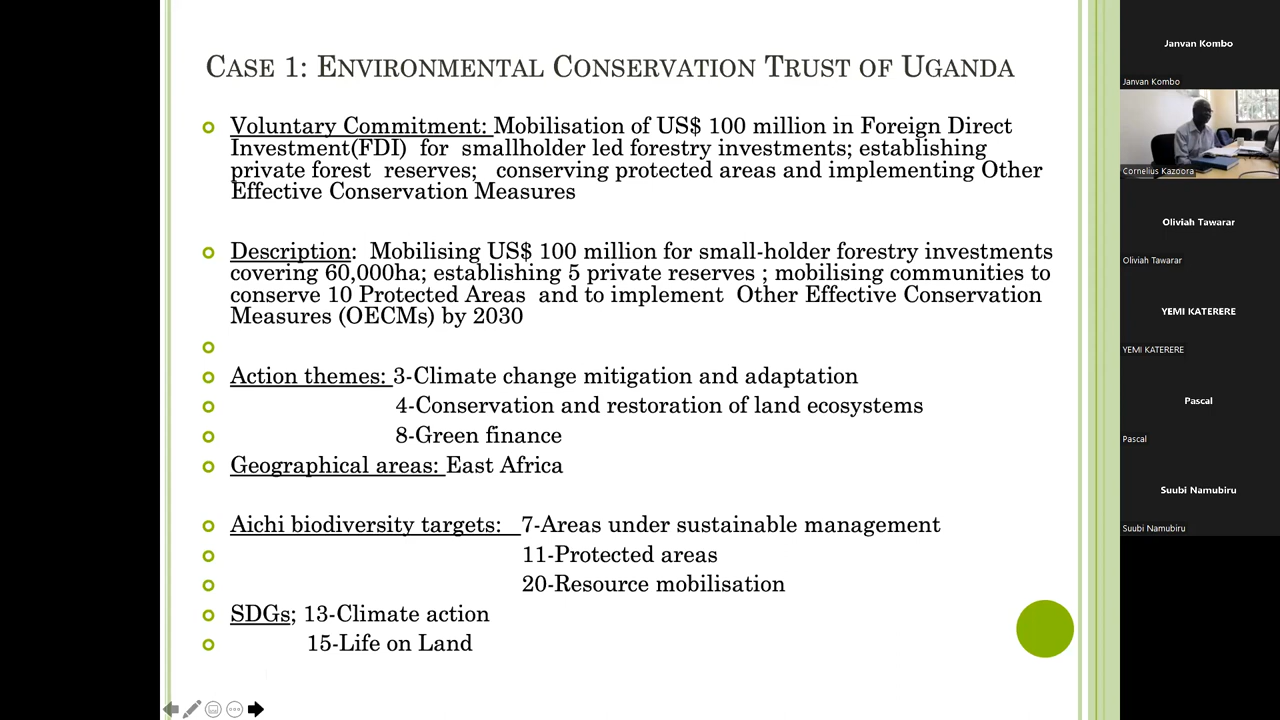 CASE 1: ENVIRONMENTAL CONSERVATION TRUST OF UGANDA
Voluntary Commitment: Mobilisation of US$ 100 million in Foreign Direct
Investment(FDI) for smallholder led forestry investments; establishing
private forest reserves; conserving protected areas and implementing Other
Effective Conservation Measures
Description: Mobilising US$ 100 million for small-holder forestry investments
covering 60,000ha; establishing 5 private reserves ; mobilising communities to
conserve 10 Protected Areas and to implement Other Effective Conservation
Measures (OECMs) by 2030
Action themes: 3-Climate change mitigation and adaptation
4-Conservation and restoration of land ecosystems
8-Green finance
Geographical areas: East Africa
Aichi biodiversity targets: 7-Areas under sustainable management
11-Protected areas
20-Resource mobilisation
SDGs; 13-Climate action
15-Life on Land
Janvan Kombo
Janvan Kombo
Cornelius Kazoora
Oliviah Tawarar
Oliviah Tawarar
YEMI KATERERE
YEMI KATERERE
Pascal
Pascal
Suubi Namubiru
Suubi Namubiru